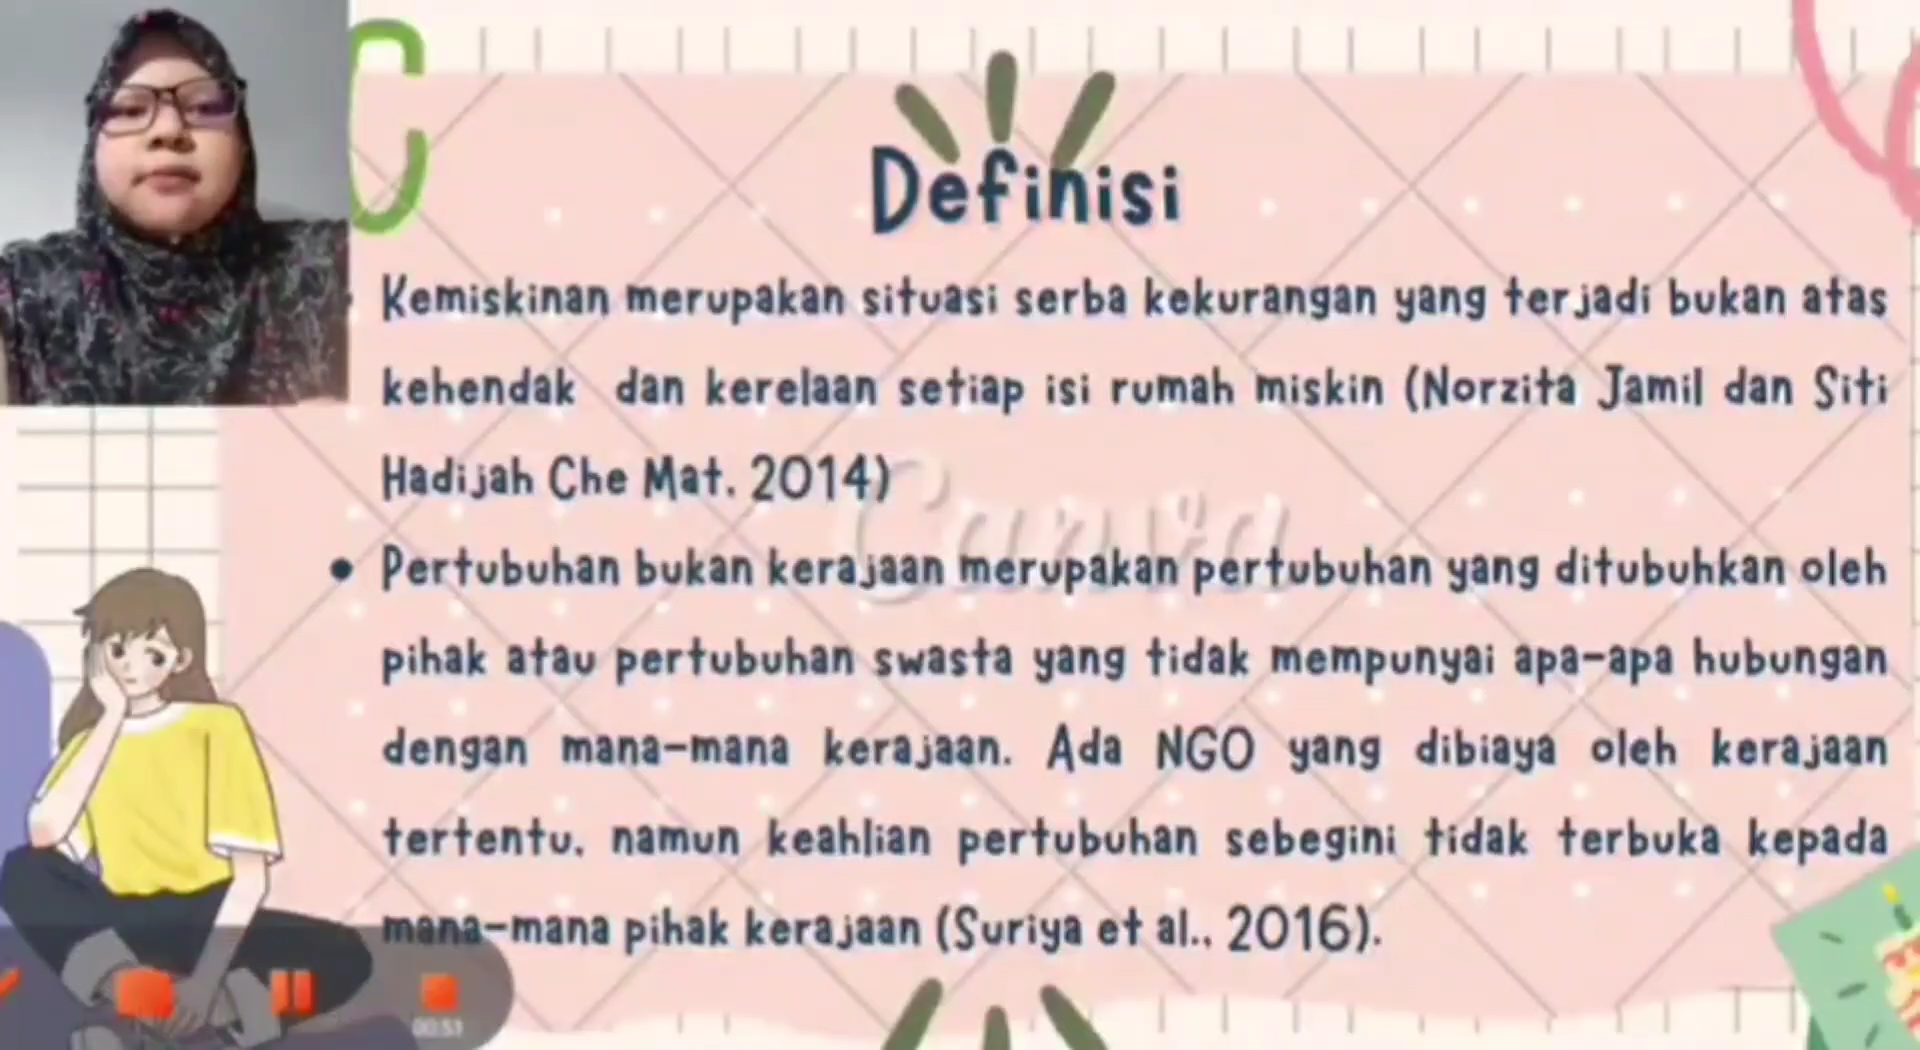 Definisi
Kemiskinan merupakan situasi serba kekurangan yang terjadi bukan atas
kehendak dan kerelaan setiap isi rumah miskin (Norzita Jamil dan Siti
Hadijah Che Mat, 2014)
Canva
• Pertubuhan bukan kerajaan merupakan pertubuhan yang ditubuhkan oleh
pihak atau pertubuhan swasta yang tidak mempunyai apa-apa hubungan
dengan mana-mana kerajaan. Ada NGO yang dibiaya oleh kerajaan
tertentu, namun keahlian pertubuhan sebegini tidak terbuka kepada
mana-mana pihak kerajaan (Suriya et al., 2016).
00:53